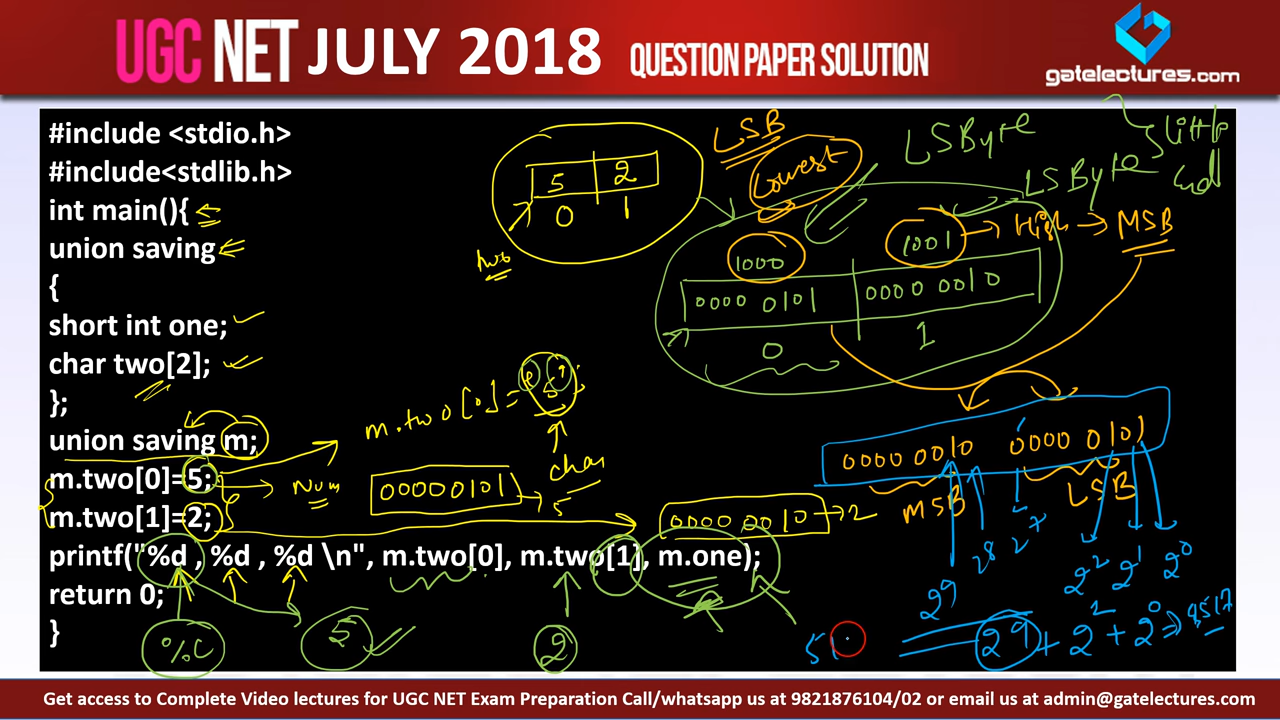 UGC NET JULY 2018 QUESTION PAPER SOLUTION
gatelectures.com
#include <stdio.h>
#include<stdlib.h>
int main(){
union saving
{
short int one;
char two[2];
};
union saving m;
m.two[0]=5;
m.two[1]=2;
printf("%d , %d , %d \n", m.two[0], m.two[1], m.one);
return 0;
}
5 2
0 1
two
LSB
Lowest
LSByte
LSByte
little
1000
1001
High
MSB
0000 0101 0000 0010
0 1
m.two[0]=
char
Num
00000101
5
0000 0010
2
0000 0010 0000 0101
MSB
LSB
2^9 2^8 2^7 2^2 2^1 2^0
2^9 + 2^2 + 2^0
%c
5
2
51
Get access to Complete Video lectures for UGC NET Exam Preparation Call/whatsapp us at 9821876104/02 or email us at admin@gatelectures.com